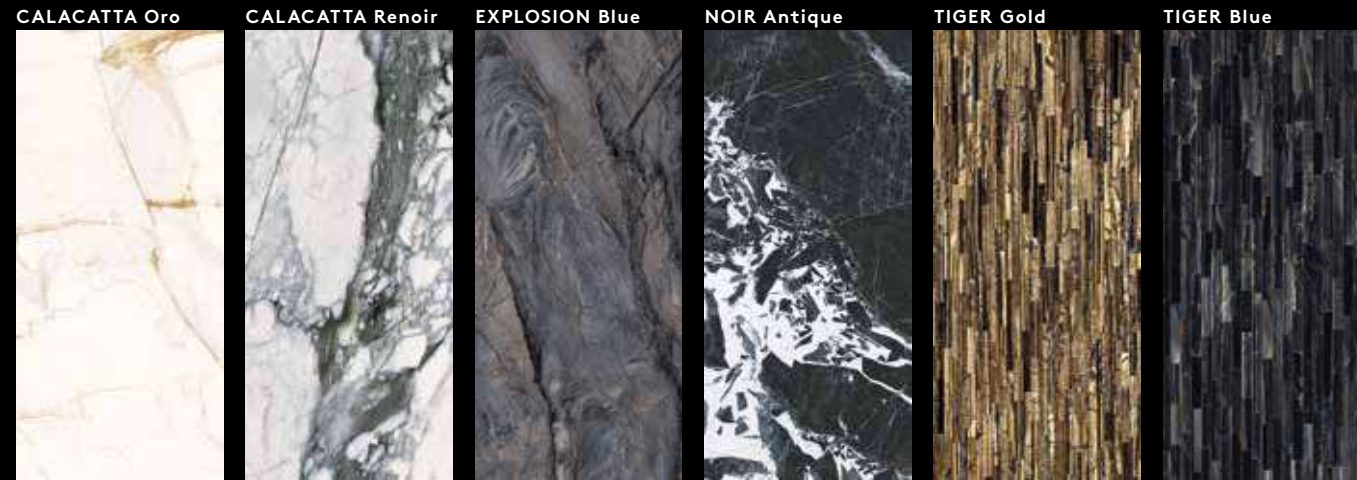 CALACATTA Oro
CALACATTA Renoir
EXPLOSION Blue
NOIR Antique
TIGER Gold
TIGER Blue